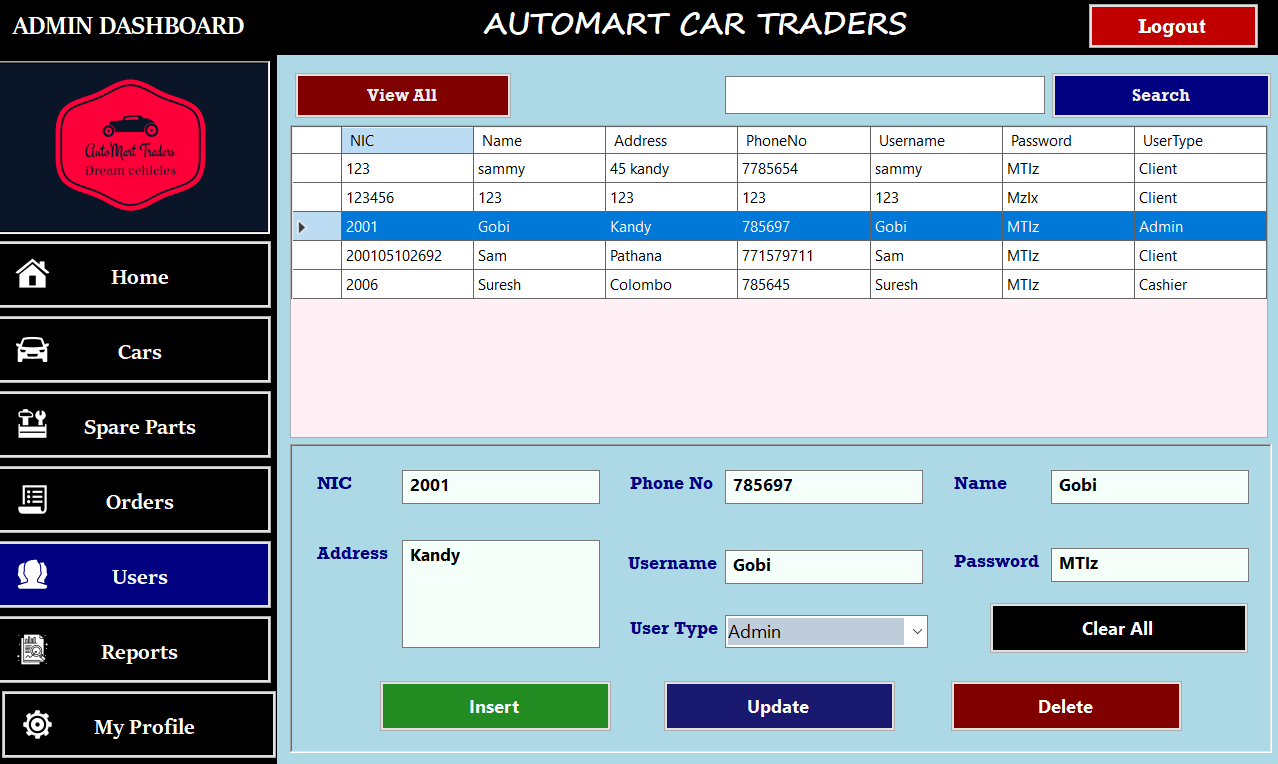 ADMIN DASHBOARD
AUTOMART CAR TRADERS
Logout
AutoMart Traders
Dream vehicles
Home
Cars
Spare Parts
Orders
Users
Reports
My Profile
View All
Search
NIC Name Address PhoneNo Username Password UserType
123 sammy 45 kandy 7785654 sammy MTIz Client
123456 123 123 123 123 MzIx Client
2001 Gobi Kandy 785697 Gobi MTIz Admin
200105102692 Sam Pathana 771579711 Sam MTIz Client
2006 Suresh Colombo 785645 Suresh MTIz Cashier
NIC 2001 Phone No 785697 Name Gobi
Address Kandy Username Gobi Password MTIz
User Type Admin
Clear All
Insert Update Delete